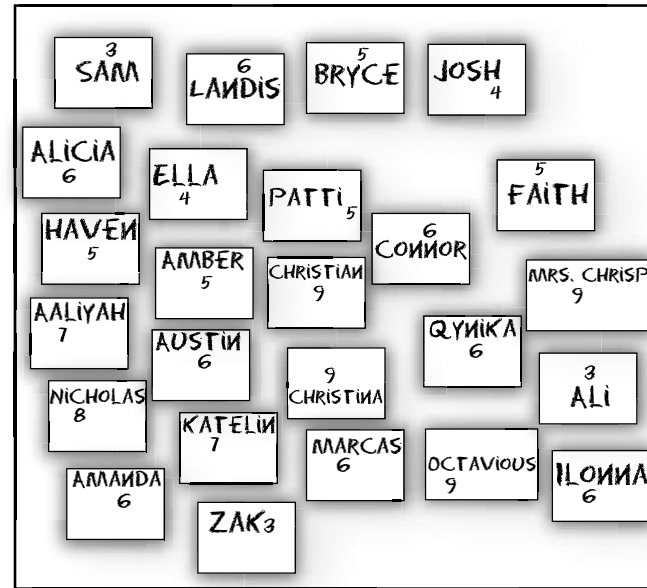 3
SAM
6
LANDIS
5
BRYCE
JOSH
4
ALICIA
6
ELLA
4
PATTI 5
5
FAITH
HAVEN
5
6
CONNOR
AMBER
5
CHRISTIAN
9
MRS. CHRISP
9
AALIYAH
7
AUSTIN
6
QYNIKA
6
NICHOLAS
8
9
CHRISTINA
3
ALI
KATELIN
7
MARCAS
6
OCTAVIOUS
9
ILONNA
6
AMANDA
6
ZAK3